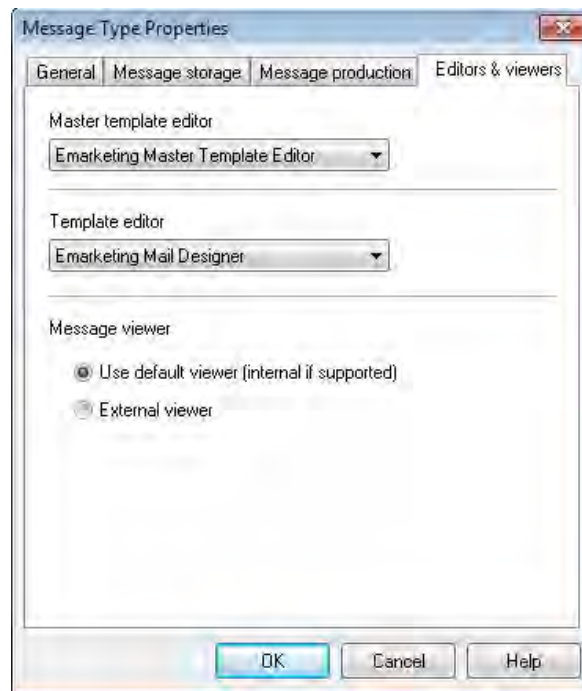 Message Type Properties
General Message storage Message production Editors & viewers
Master template editor
Emarketing Master Template Editor
Template editor
Emarketing Mail Designer
Message viewer
Use default viewer (internal if supported)
External viewer
OK Cancel Help